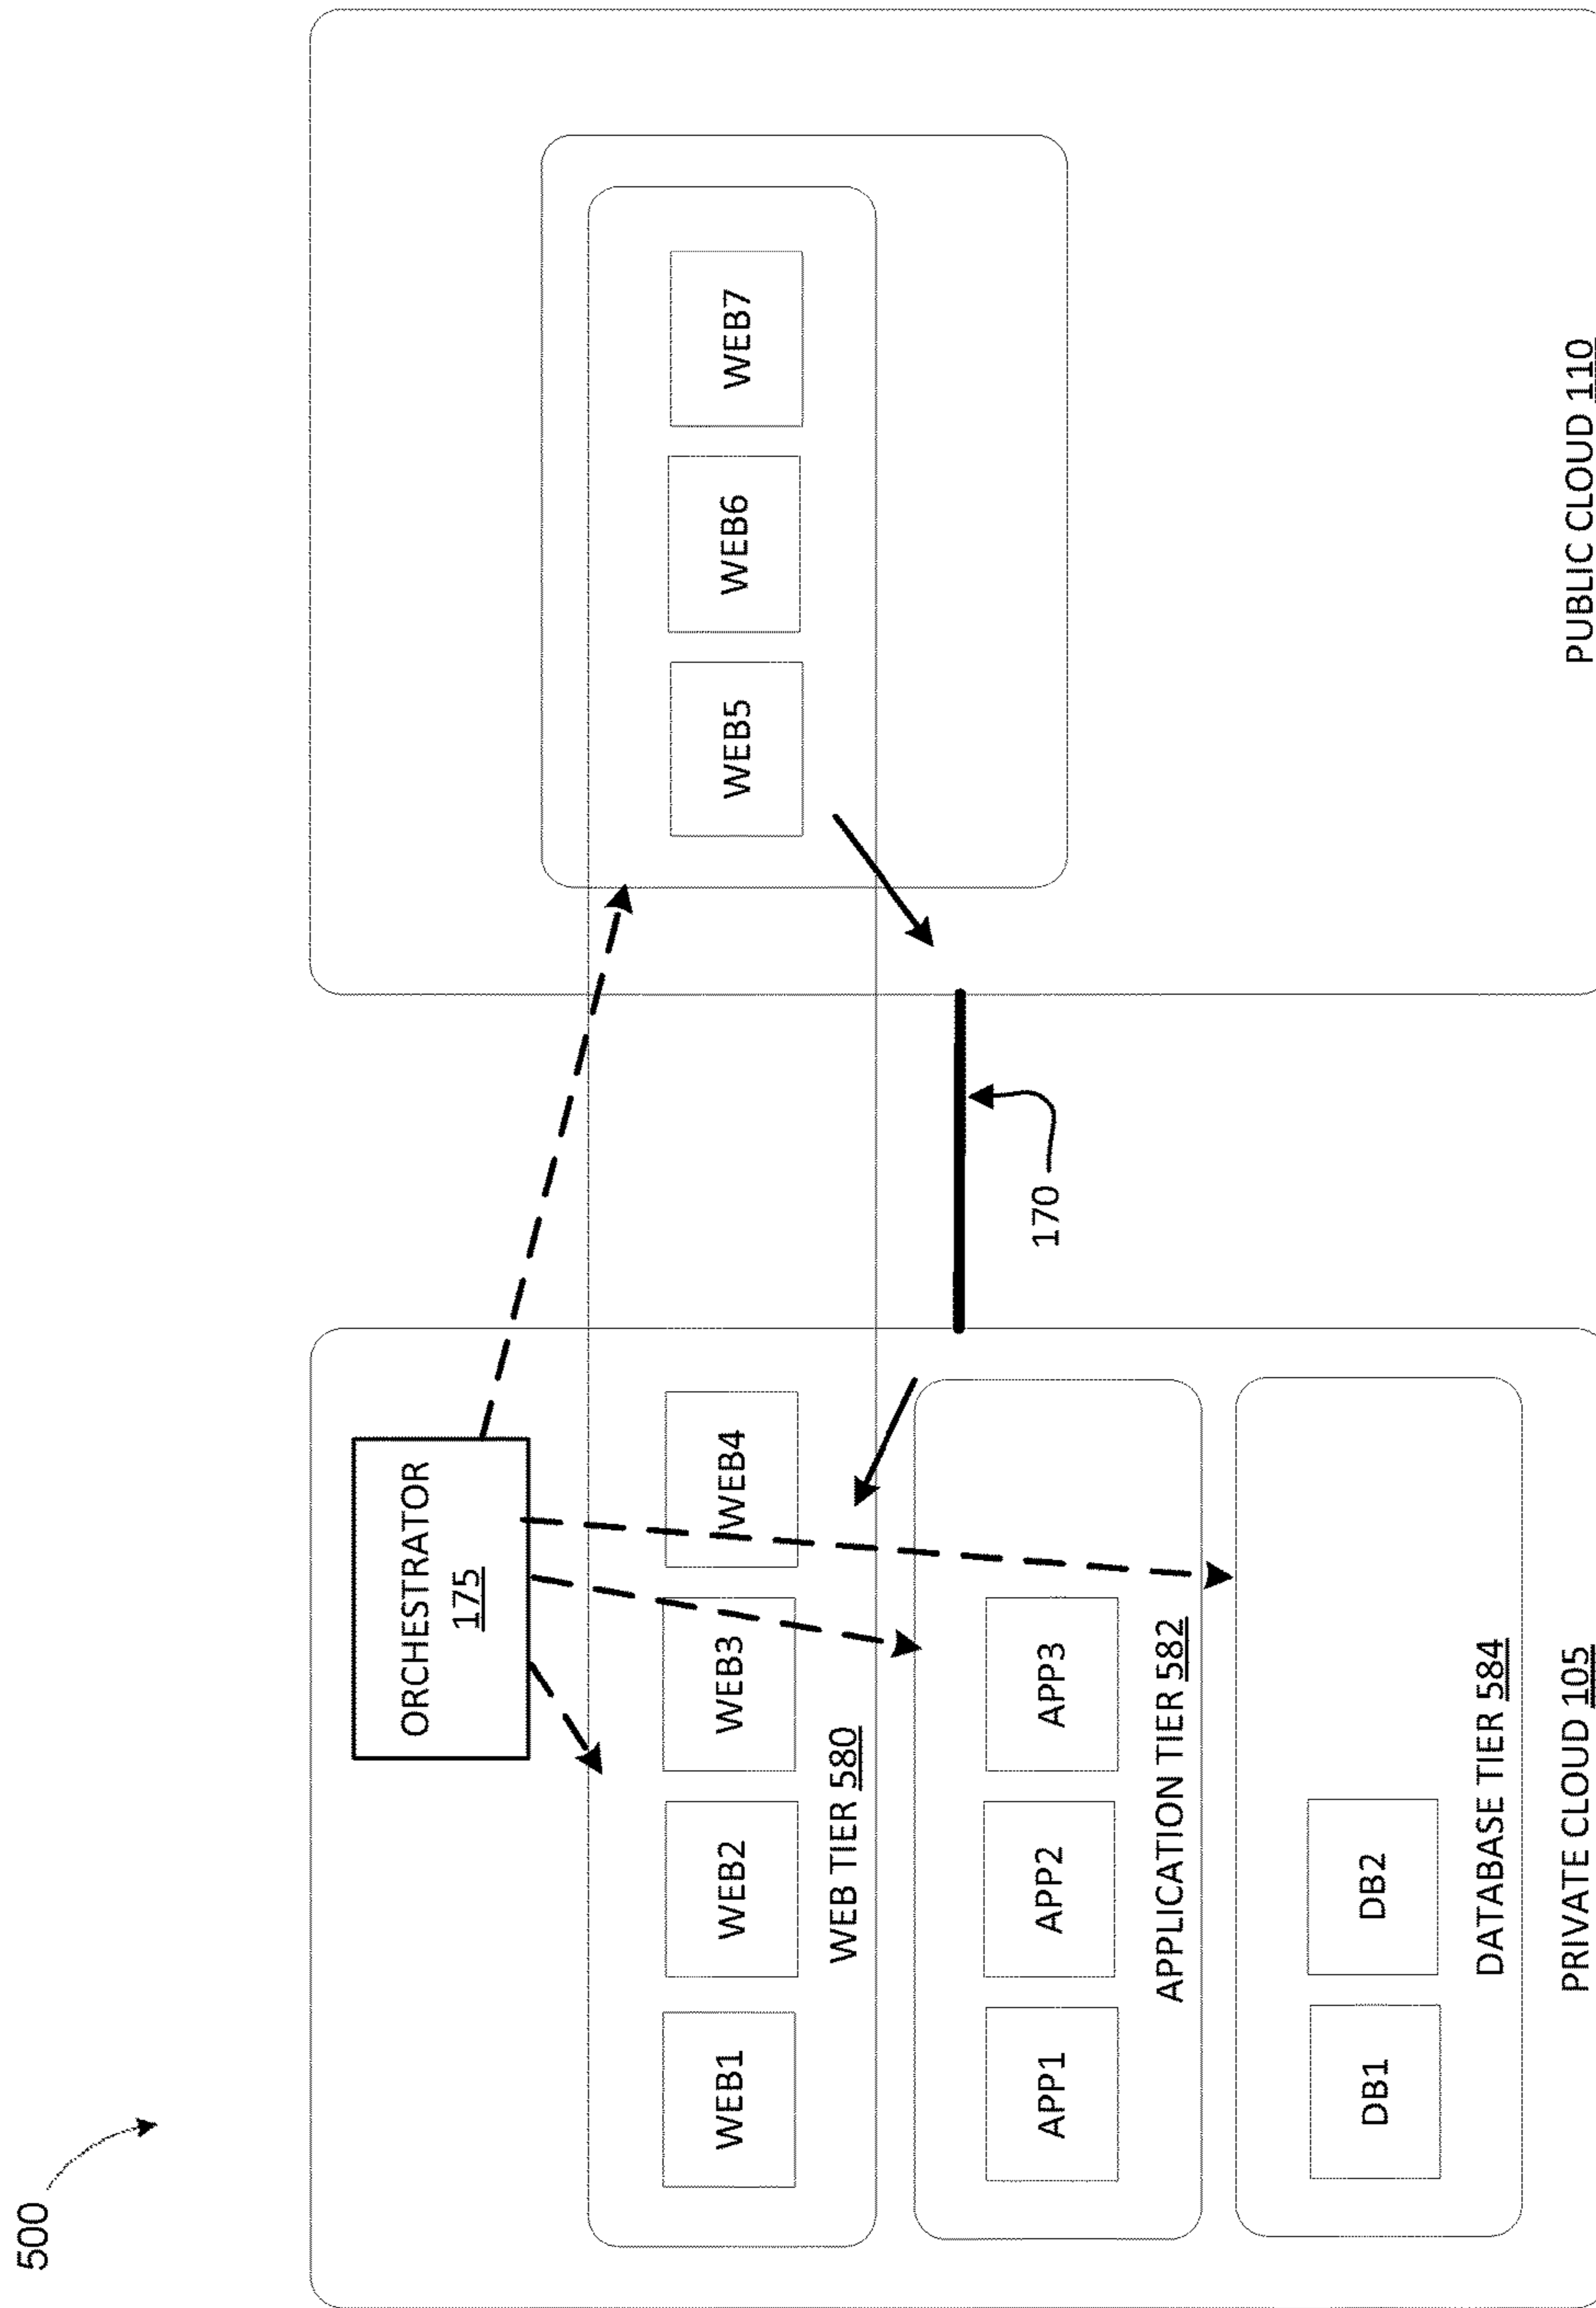 500
ORCHESTRATOR
175
WEB1
WEB2
WEB3
WEB4
WEB5
WEB6
WEB7
WEB TIER 580
170
APP1
APP2
APP3
APPLICATION TIER 582
DB1
DB2
DATABASE TIER 584
PRIVATE CLOUD 105
PUBLIC CLOUD 110